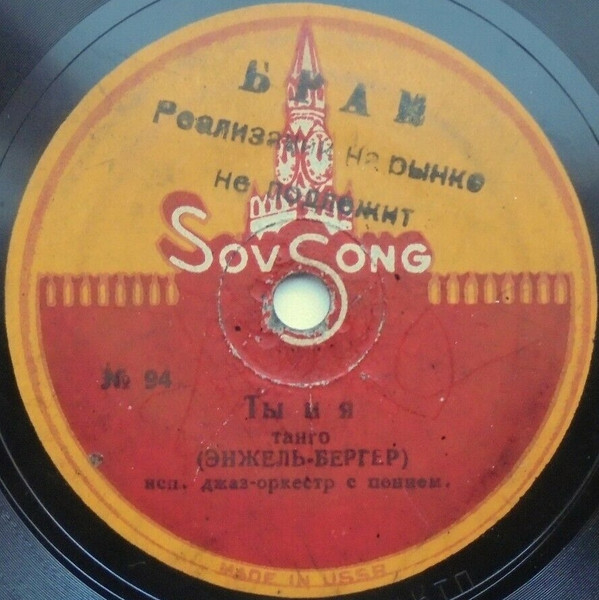 БРАК
Реализации на рынке
не подлежит
SOVSONG
№ 94
Ты и я
танго
(ЭНЖЕЛЬ-БЕРГЕР)
исп. джаз-оркестр с пением.
MADE IN USSR